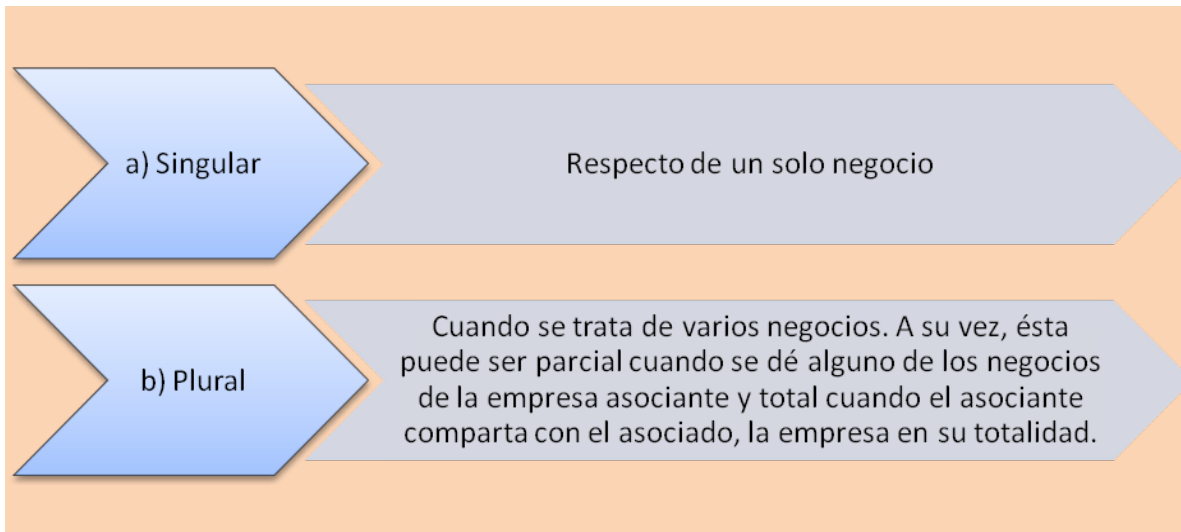 a) Singular
Respecto de un solo negocio
b) Plural
Cuando se trata de varios negocios. A su vez, ésta
puede ser parcial cuando se dé alguno de los negocios
de la empresa asociante y total cuando el asociante
comparta con el asociado, la empresa en su totalidad.